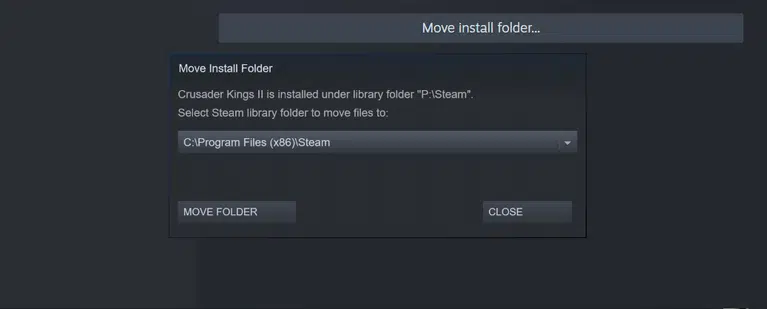 Move install folder...
Move Install Folder
Crusader Kings II is installed under library folder "P:\Steam".
Select Steam library folder to move files to:
C:\Program Files (x86)\Steam
MOVE FOLDER
CLOSE